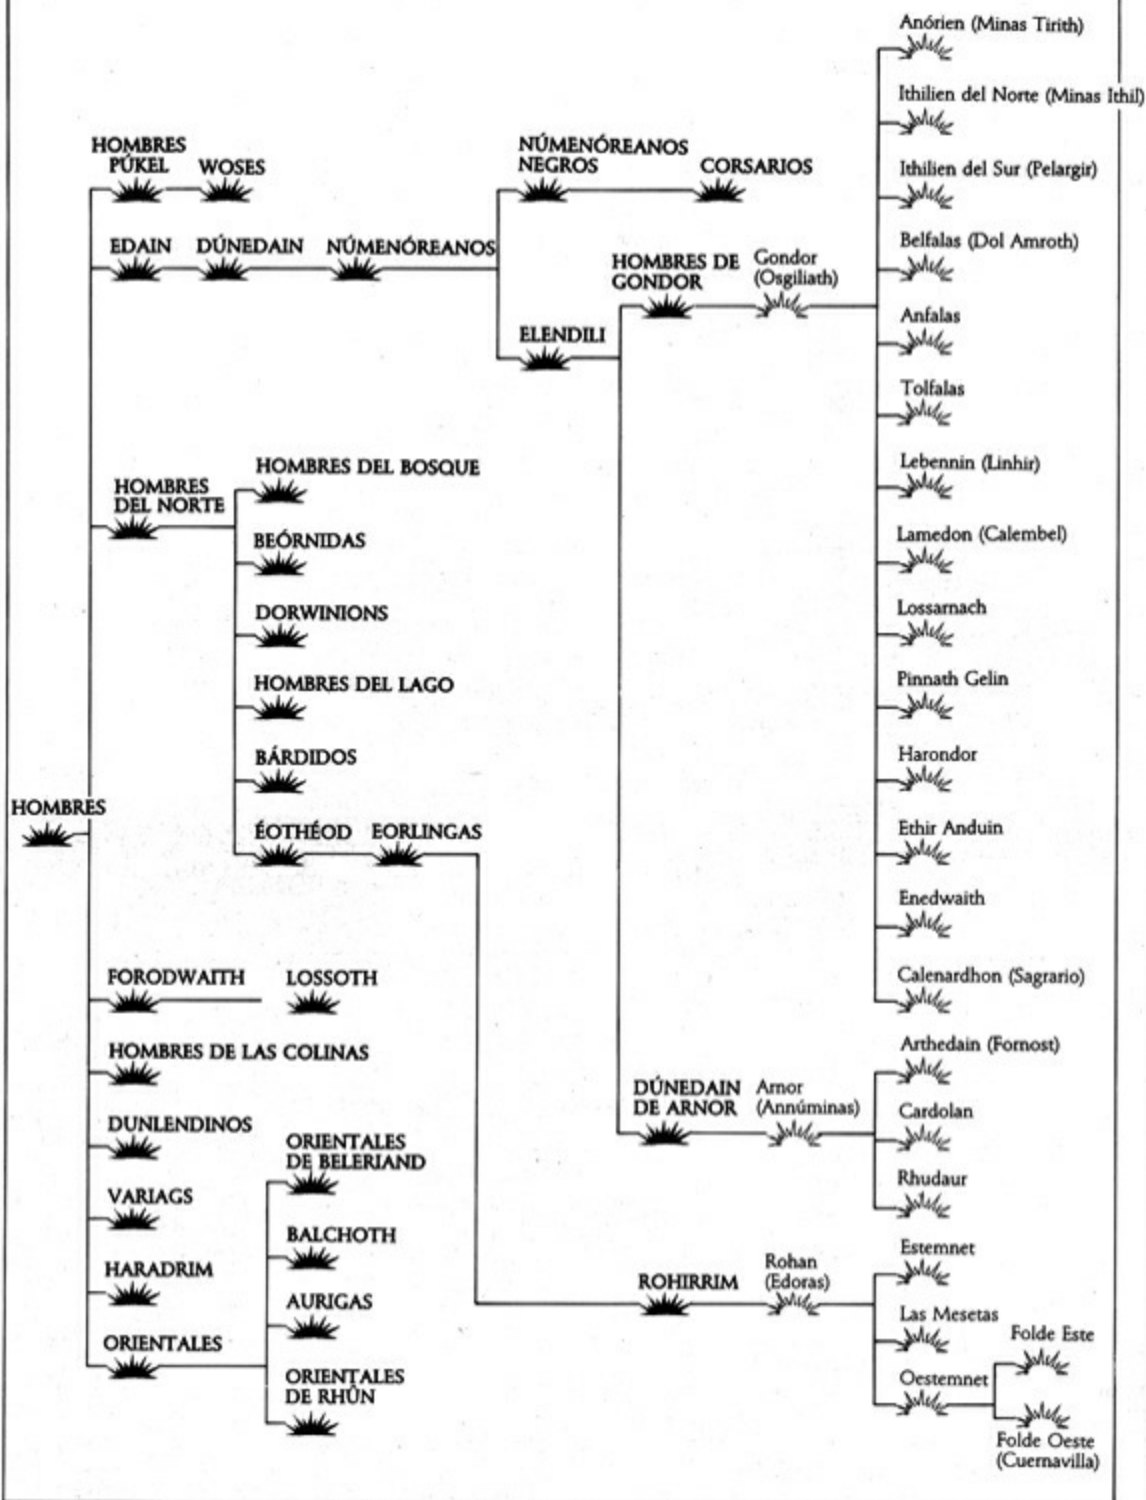 Anórien (Minas Tirith)
Ithilien del Norte (Minas Ithil)
HOMBRES
PÚKEL
WOSES
NÚMENÓREANOS
NEGROS
CORSARIOS
Ithilien del Sur (Pelargir)
EDAIN
DÚNEDAIN
NÚMENÓREANOS
HOMBRES DE
GONDOR
Gondor
(Osgiliath)
Belfalas (Dol Amroth)
ELENDILI
Anfalas
Tolfalas
HOMBRES DEL BOSQUE
Lebennin (Linhir)
HOMBRES
DEL NORTE
BEÓRNIDAS
Lamedon (Calembel)
DORWINIONS
Lossarnach
HOMBRES DEL LAGO
Pinnath Gelin
BÁRDIDOS
Harondor
HOMBRES
ÉOTHÉOD
EORLINGAS
Ethir Anduin
Enedwaith
FORODWAITH
LOSSOTH
Calenardhon (Sagrario)
HOMBRES DE LAS COLINAS
Arthedain (Fornost)
DÚNEDAIN
DE ARNOR
Arnor
(Annúminas)
Cardolan
DUNLENDINOS
ORIENTALES
DE BELERIAND
Rhudaur
VARIAGS
BALCHOTH
Estemnet
HARADRIM
ROHIRRIM
Rohan
(Edoras)
AURIGAS
Las Mesetas
ORIENTALES
Folde Este
ORIENTALES
DE RHÛN
Oestemnet
Folde Oeste
(Cuernavilla)